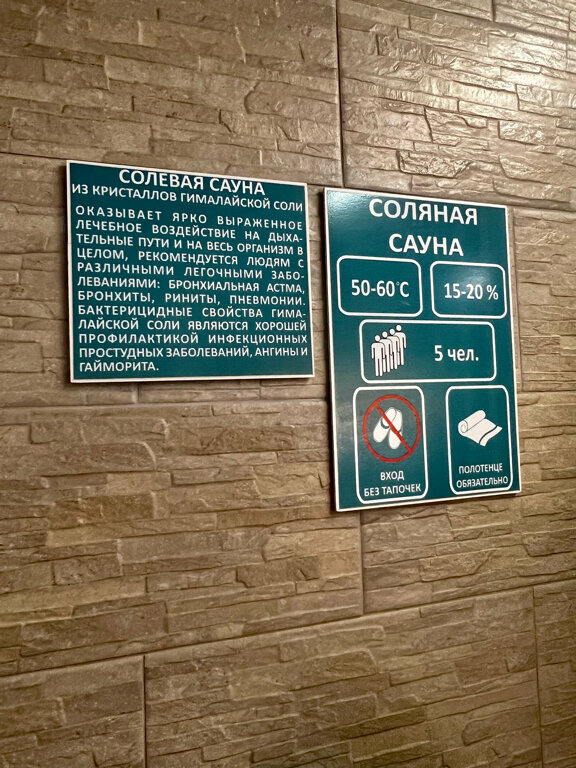 СОЛЕВАЯ САУНА
ИЗ КРИСТАЛЛОВ ГИМАЛАЙСКОЙ СОЛИ
ОКАЗЫВАЕТ ЯРКО ВЫРАЖЕННОЕ
ЛЕЧЕБНОЕ ВОЗДЕЙСТВИЕ НА ДЫХА-
ТЕЛЬНЫЕ ПУТИ И НА ВЕСЬ ОРГАНИЗМ В
ЦЕЛОМ, РЕКОМЕНДУЕТСЯ ЛЮДЯМ С
РАЗЛИЧНЫМИ ЛЕГОЧНЫМИ ЗАБО-
ЛЕВАНИЯМИ: БРОНХИАЛЬНАЯ АСТМА,
БРОНХИТЫ, РИНИТЫ, ПНЕВМОНИИ.
БАКТЕРИЦИДНЫЕ СВОЙСТВА ГИМА-
ЛАЙСКОЙ СОЛИ ЯВЛЯЮТСЯ ХОРОШЕЙ
ПРОФИЛАКТИКОЙ ИНФЕКЦИОННЫХ
ПРОСТУДНЫХ ЗАБОЛЕВАНИЙ, АНГИНЫ И
ГАЙМОРИТА.
СОЛЯНАЯ
САУНА
50-60°C
15-20 %
5 чел.
ВХОД
БЕЗ ТАПОЧЕК
ПОЛОТЕНЦЕ
ОБЯЗАТЕЛЬНО